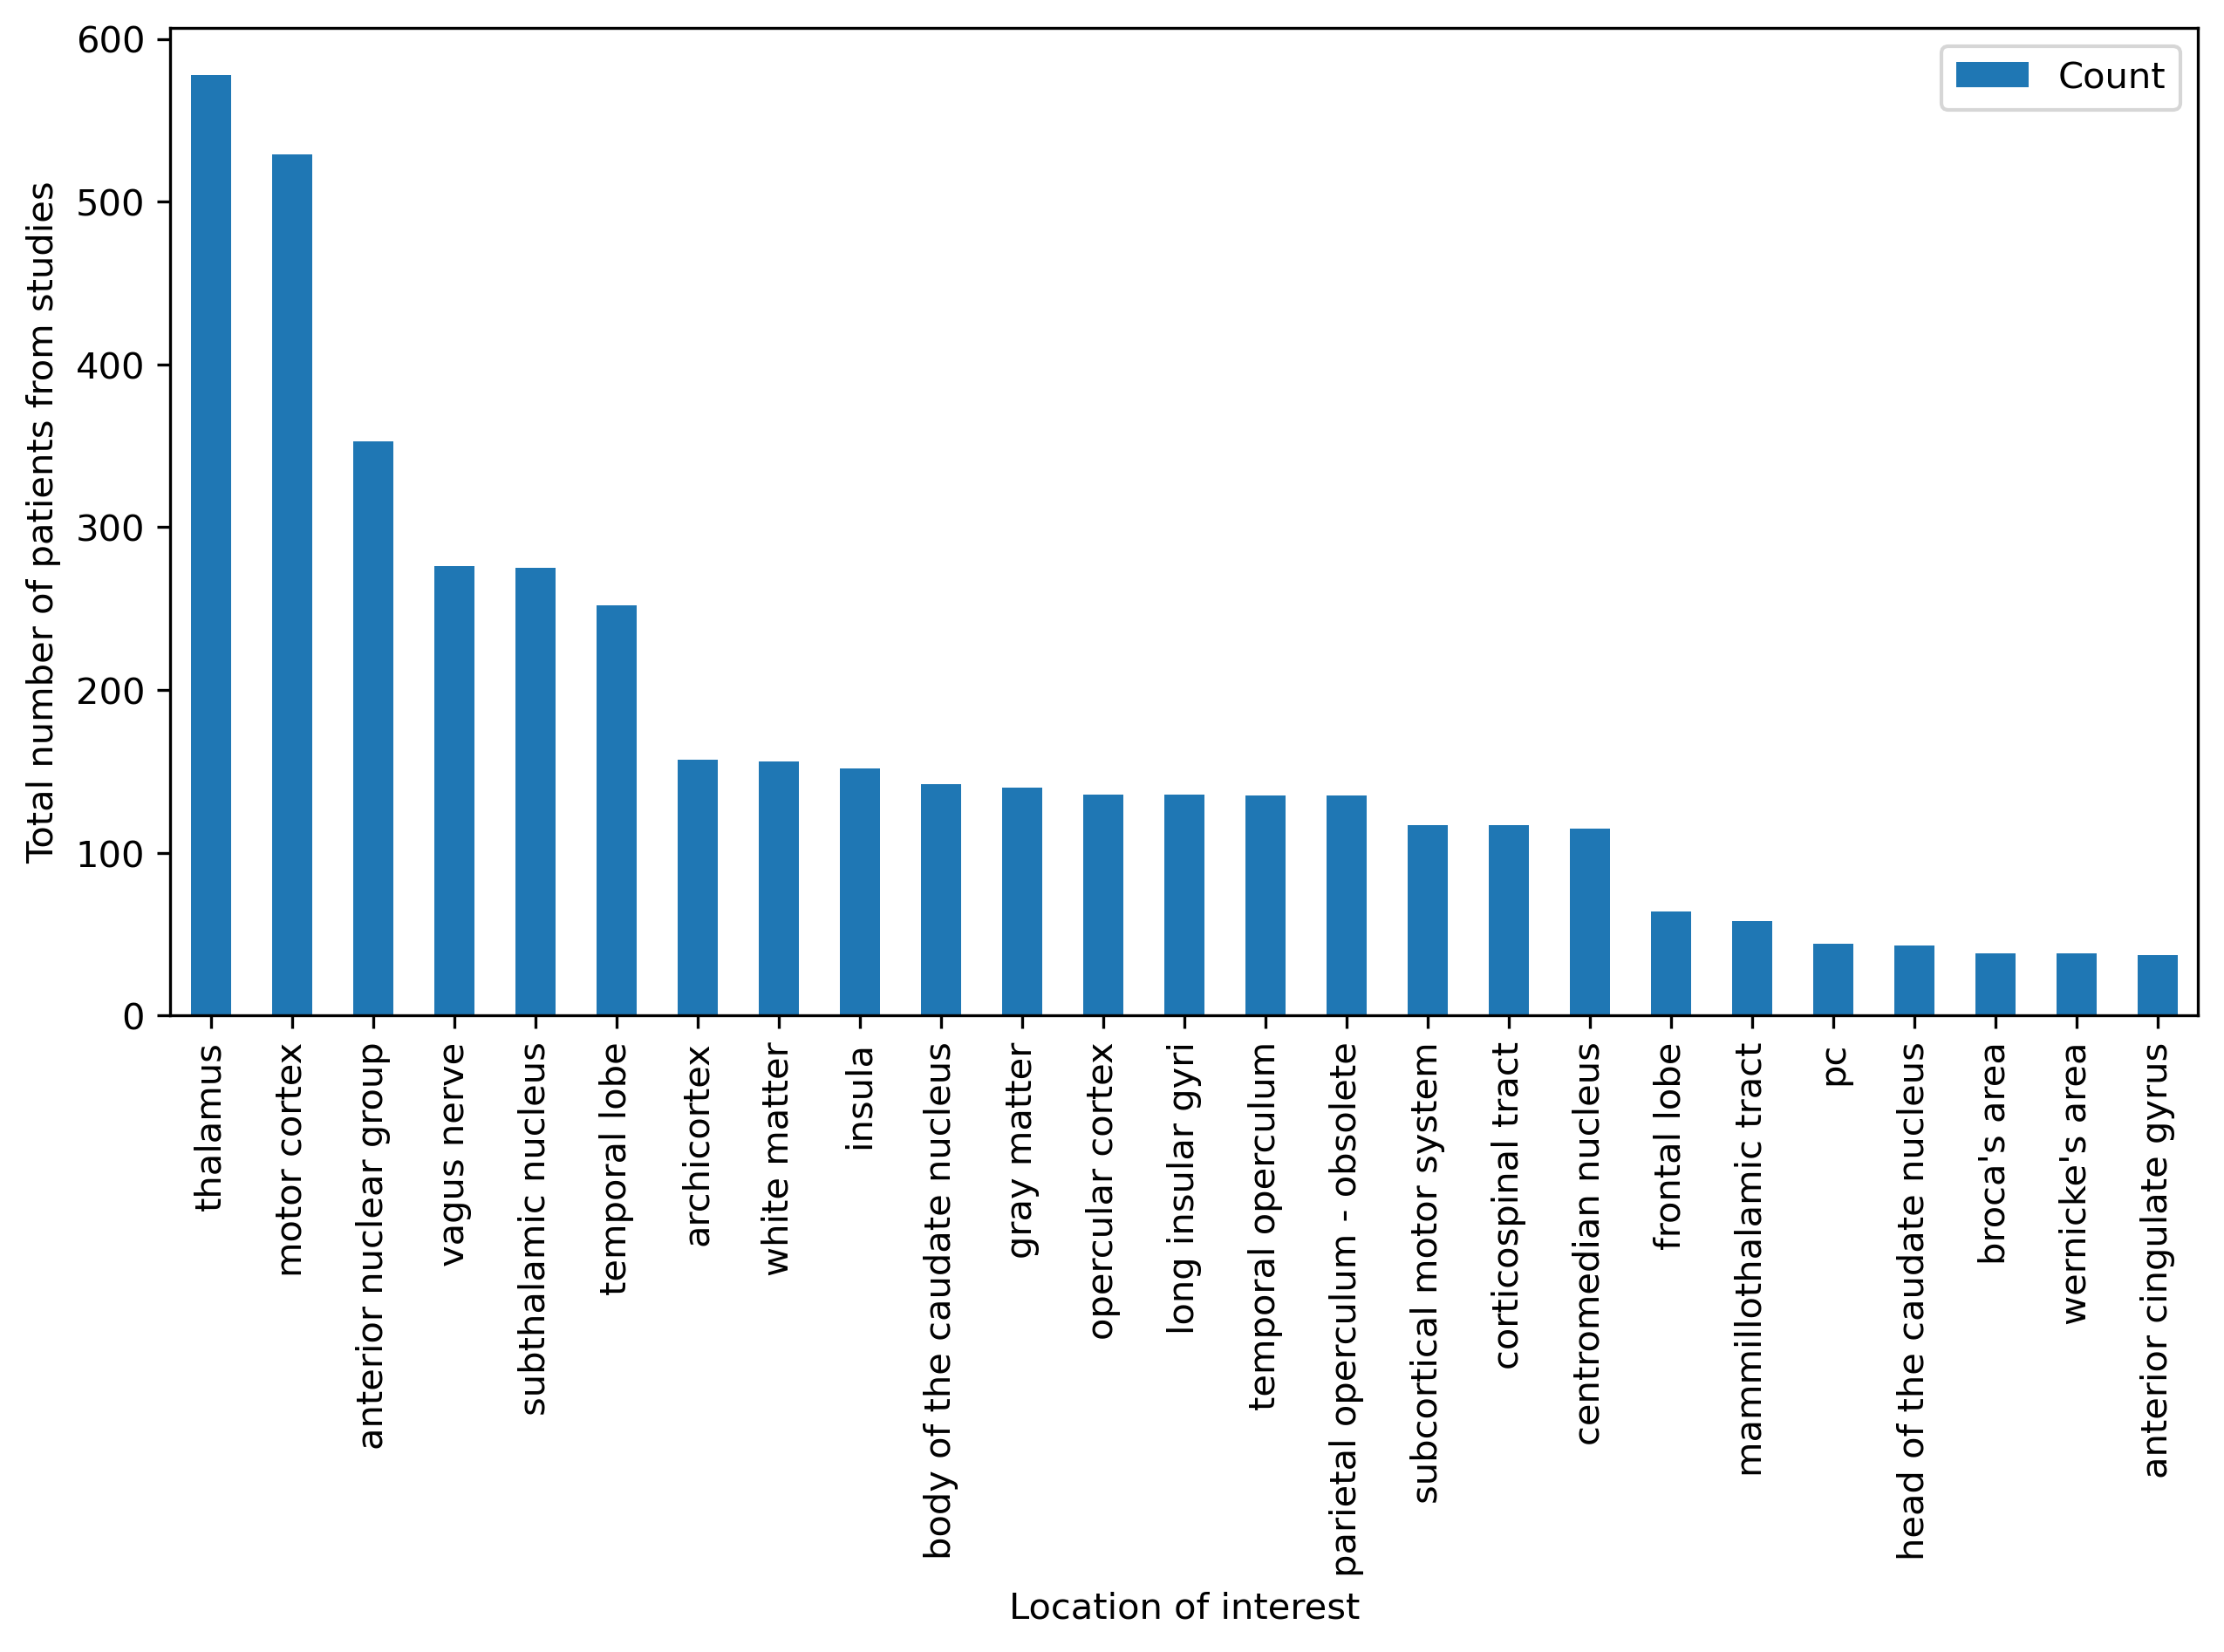 600
500
400
300
200
100
0
Total number of patients from studies
Count
thalamus
motor cortex
anterior nuclear group
vagus nerve
subthalamic nucleus
temporal lobe
archicortex
white matter
insula
body of the caudate nucleus
gray matter
opercular cortex
long insular gyri
temporal operculum
parietal operculum - obsolete
subcortical motor system
corticospinal tract
centromedian nucleus
frontal lobe
mammillothalamic tract
pc
head of the caudate nucleus
broca's area
wernicke's area
anterior cingulate gyrus
Location of interest